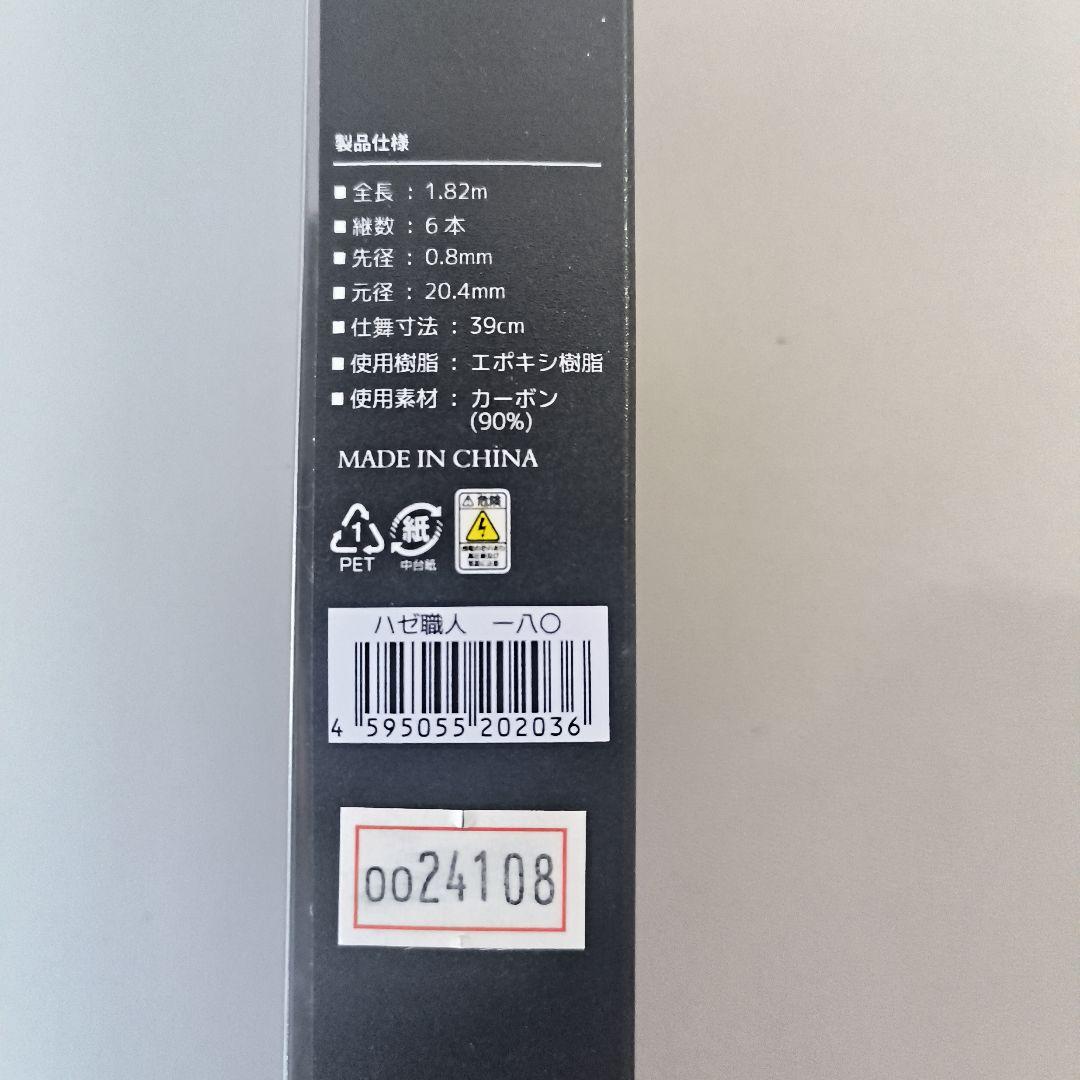 製品仕様
■全長 : 1.82m
■継数 : 6本
■先径 : 0.8mm
■元径 : 20.4mm
■仕舞寸法 : 39cm
■使用樹脂 : エポキシ樹脂
■使用素材 : カーボン
(90%)
MADE IN CHINA
1
PET
紙
中台紙
⚠危険
ハゼ職人 一八〇
4 595055 202036
0024108